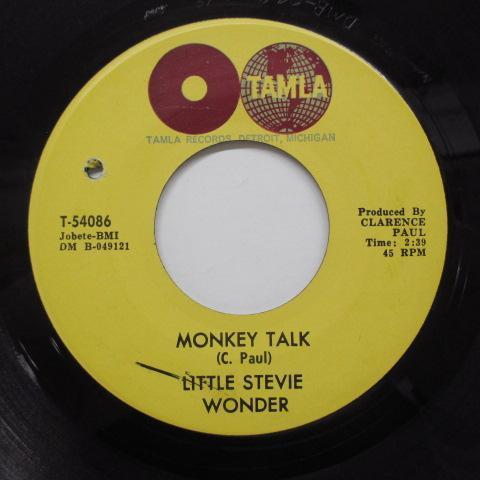 TAMLA
TAMLA RECORDS, DETROIT, MICHIGAN
T-54086
Jobete-BMI
DM B-049121
Produced By
CLARENCE
PAUL
Time: 2:39
45 RPM
MONKEY TALK
(C. Paul)
LITTLE STEVIE
WONDER